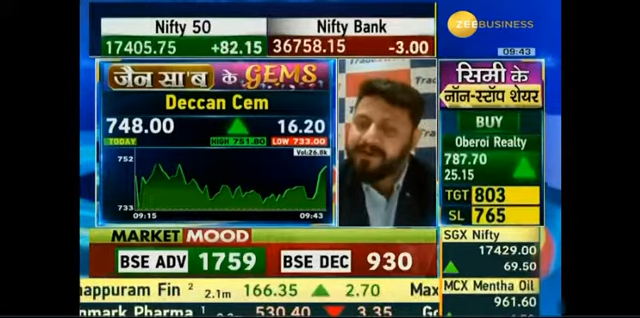 Nifty 50
17405.75 +82.15
Nifty Bank
36758.15 -3.00
ZEE BUSINESS
09:43
जैन सा'ब के GEMS
Deccan Cem
748.00 16.20
TODAY HIGH 751.80 LOW 733.00
Vol:26.8k
752
733
09:15 09:43
सिमी के
नॉन-स्टॉप शेयर
BUY
Oberoi Realty
787.70
25.15
TGT 803
SL 765
MARKET MOOD
BSE ADV 1759 BSE DEC 930
SGX Nifty
17429.00
69.50
MCX Mentha Oil
961.60
nappuram Fin 2.1m 166.35 2.70 Max
nmark Pharma 530.40 3.35